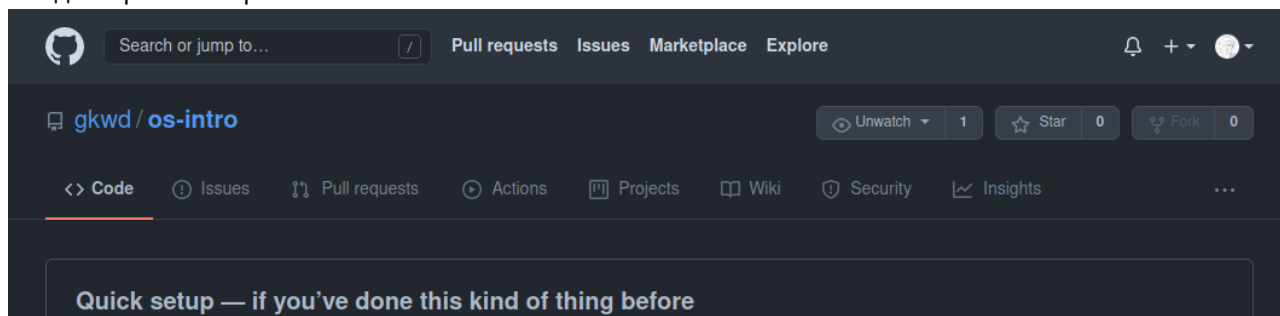 Search or jump to… / Pull requests Issues Marketplace Explore
gkwd / os-intro Unwatch 1 Star 0 Fork 0
Code Issues Pull requests Actions Projects Wiki Security Insights
Quick setup — if you've done this kind of thing before